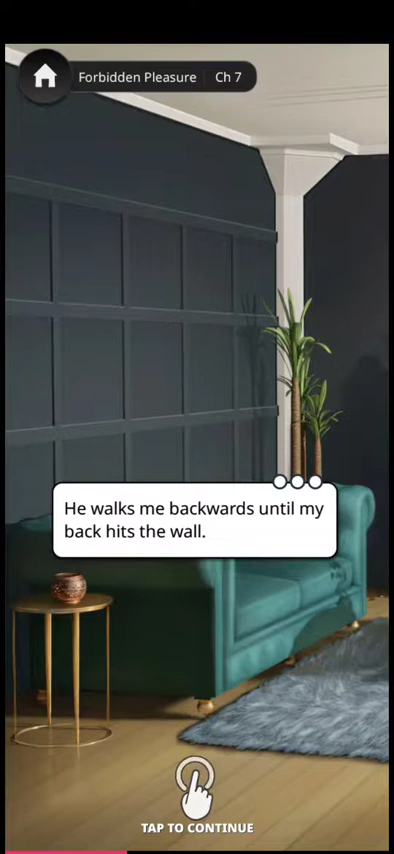 Forbidden Pleasure Ch 7
He walks me backwards until my
back hits the wall.
TAP TO CONTINUE